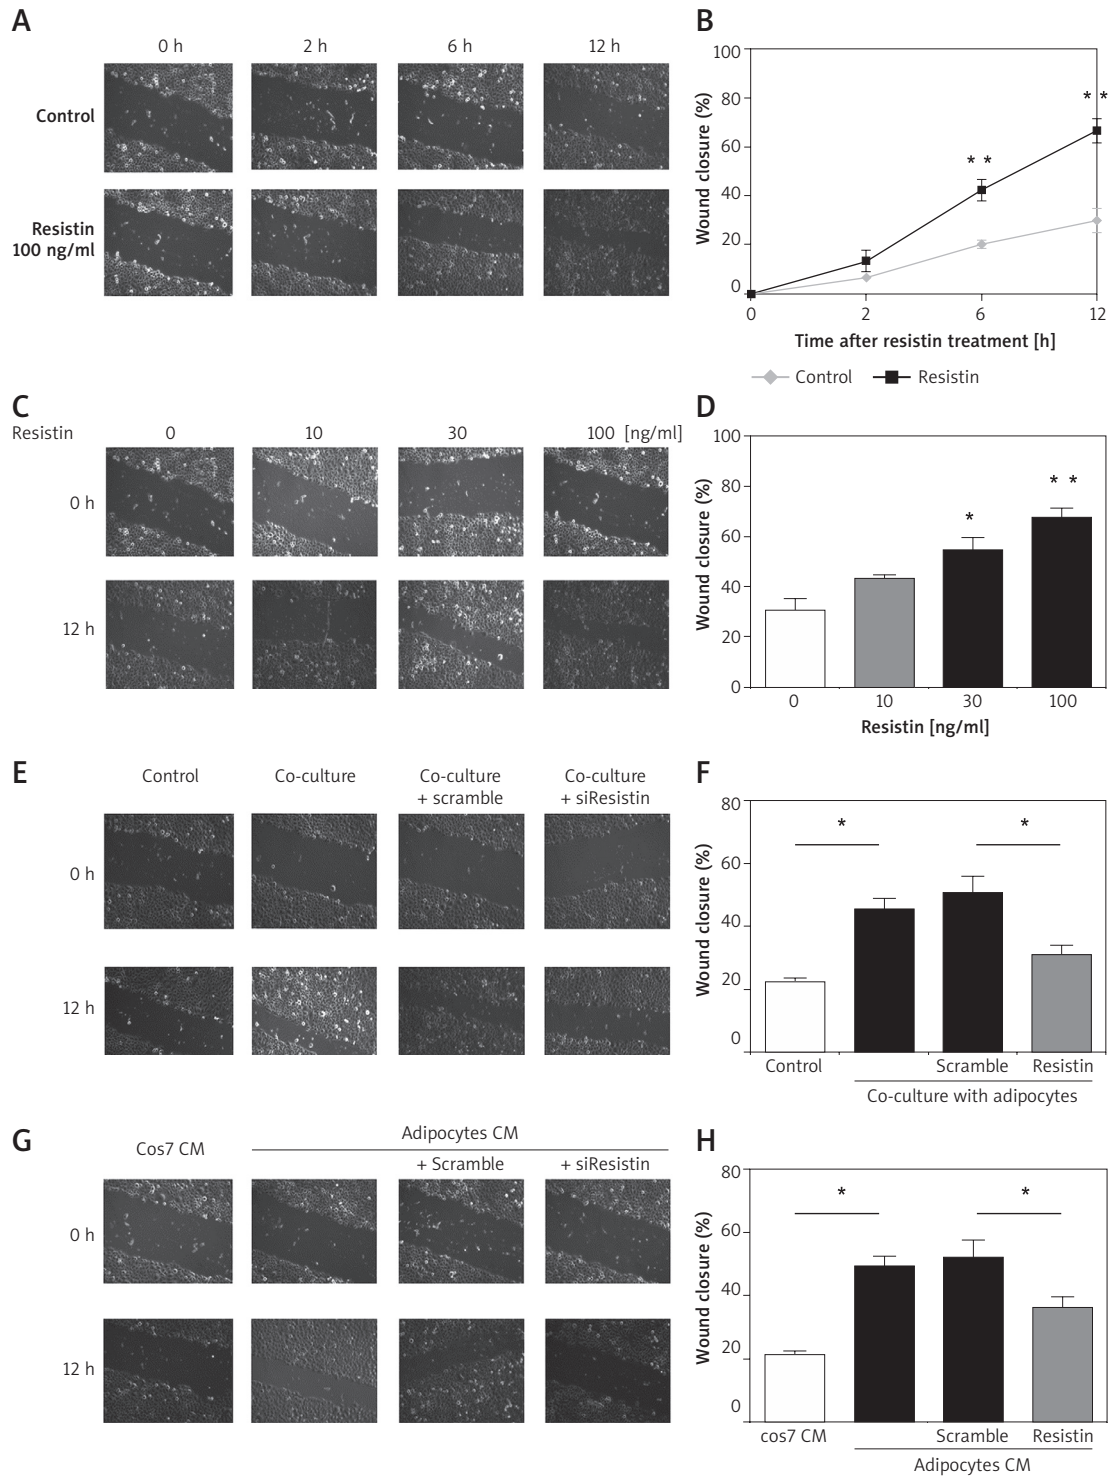 A
0 h
2 h
6 h
12 h
Control
Resistin
100 ng/ml
B
Wound closure (%)
100
80
60
40
20
0
* *
* *
0
2
6
12
Time after resistin treatment [h]
Control
Resistin
C
Resistin
0
10
30
100 [ng/ml]
0 h
12 h
D
Wound closure (%)
100
80
60
40
20
0
*
* *
0
10
30
100
Resistin [ng/ml]
E
Control
Co-culture
Co-culture
+ scramble
Co-culture
+ siResistin
0 h
12 h
F
Wound closure (%)
80
60
40
20
0
*
*
Control
Scramble
Resistin
Co-culture with adipocytes
G
Cos7 CM
Adipocytes CM
+ Scramble
+ siResistin
0 h
12 h
H
Wound closure (%)
80
60
40
20
0
*
*
cos7 CM
Scramble
Resistin
Adipocytes CM